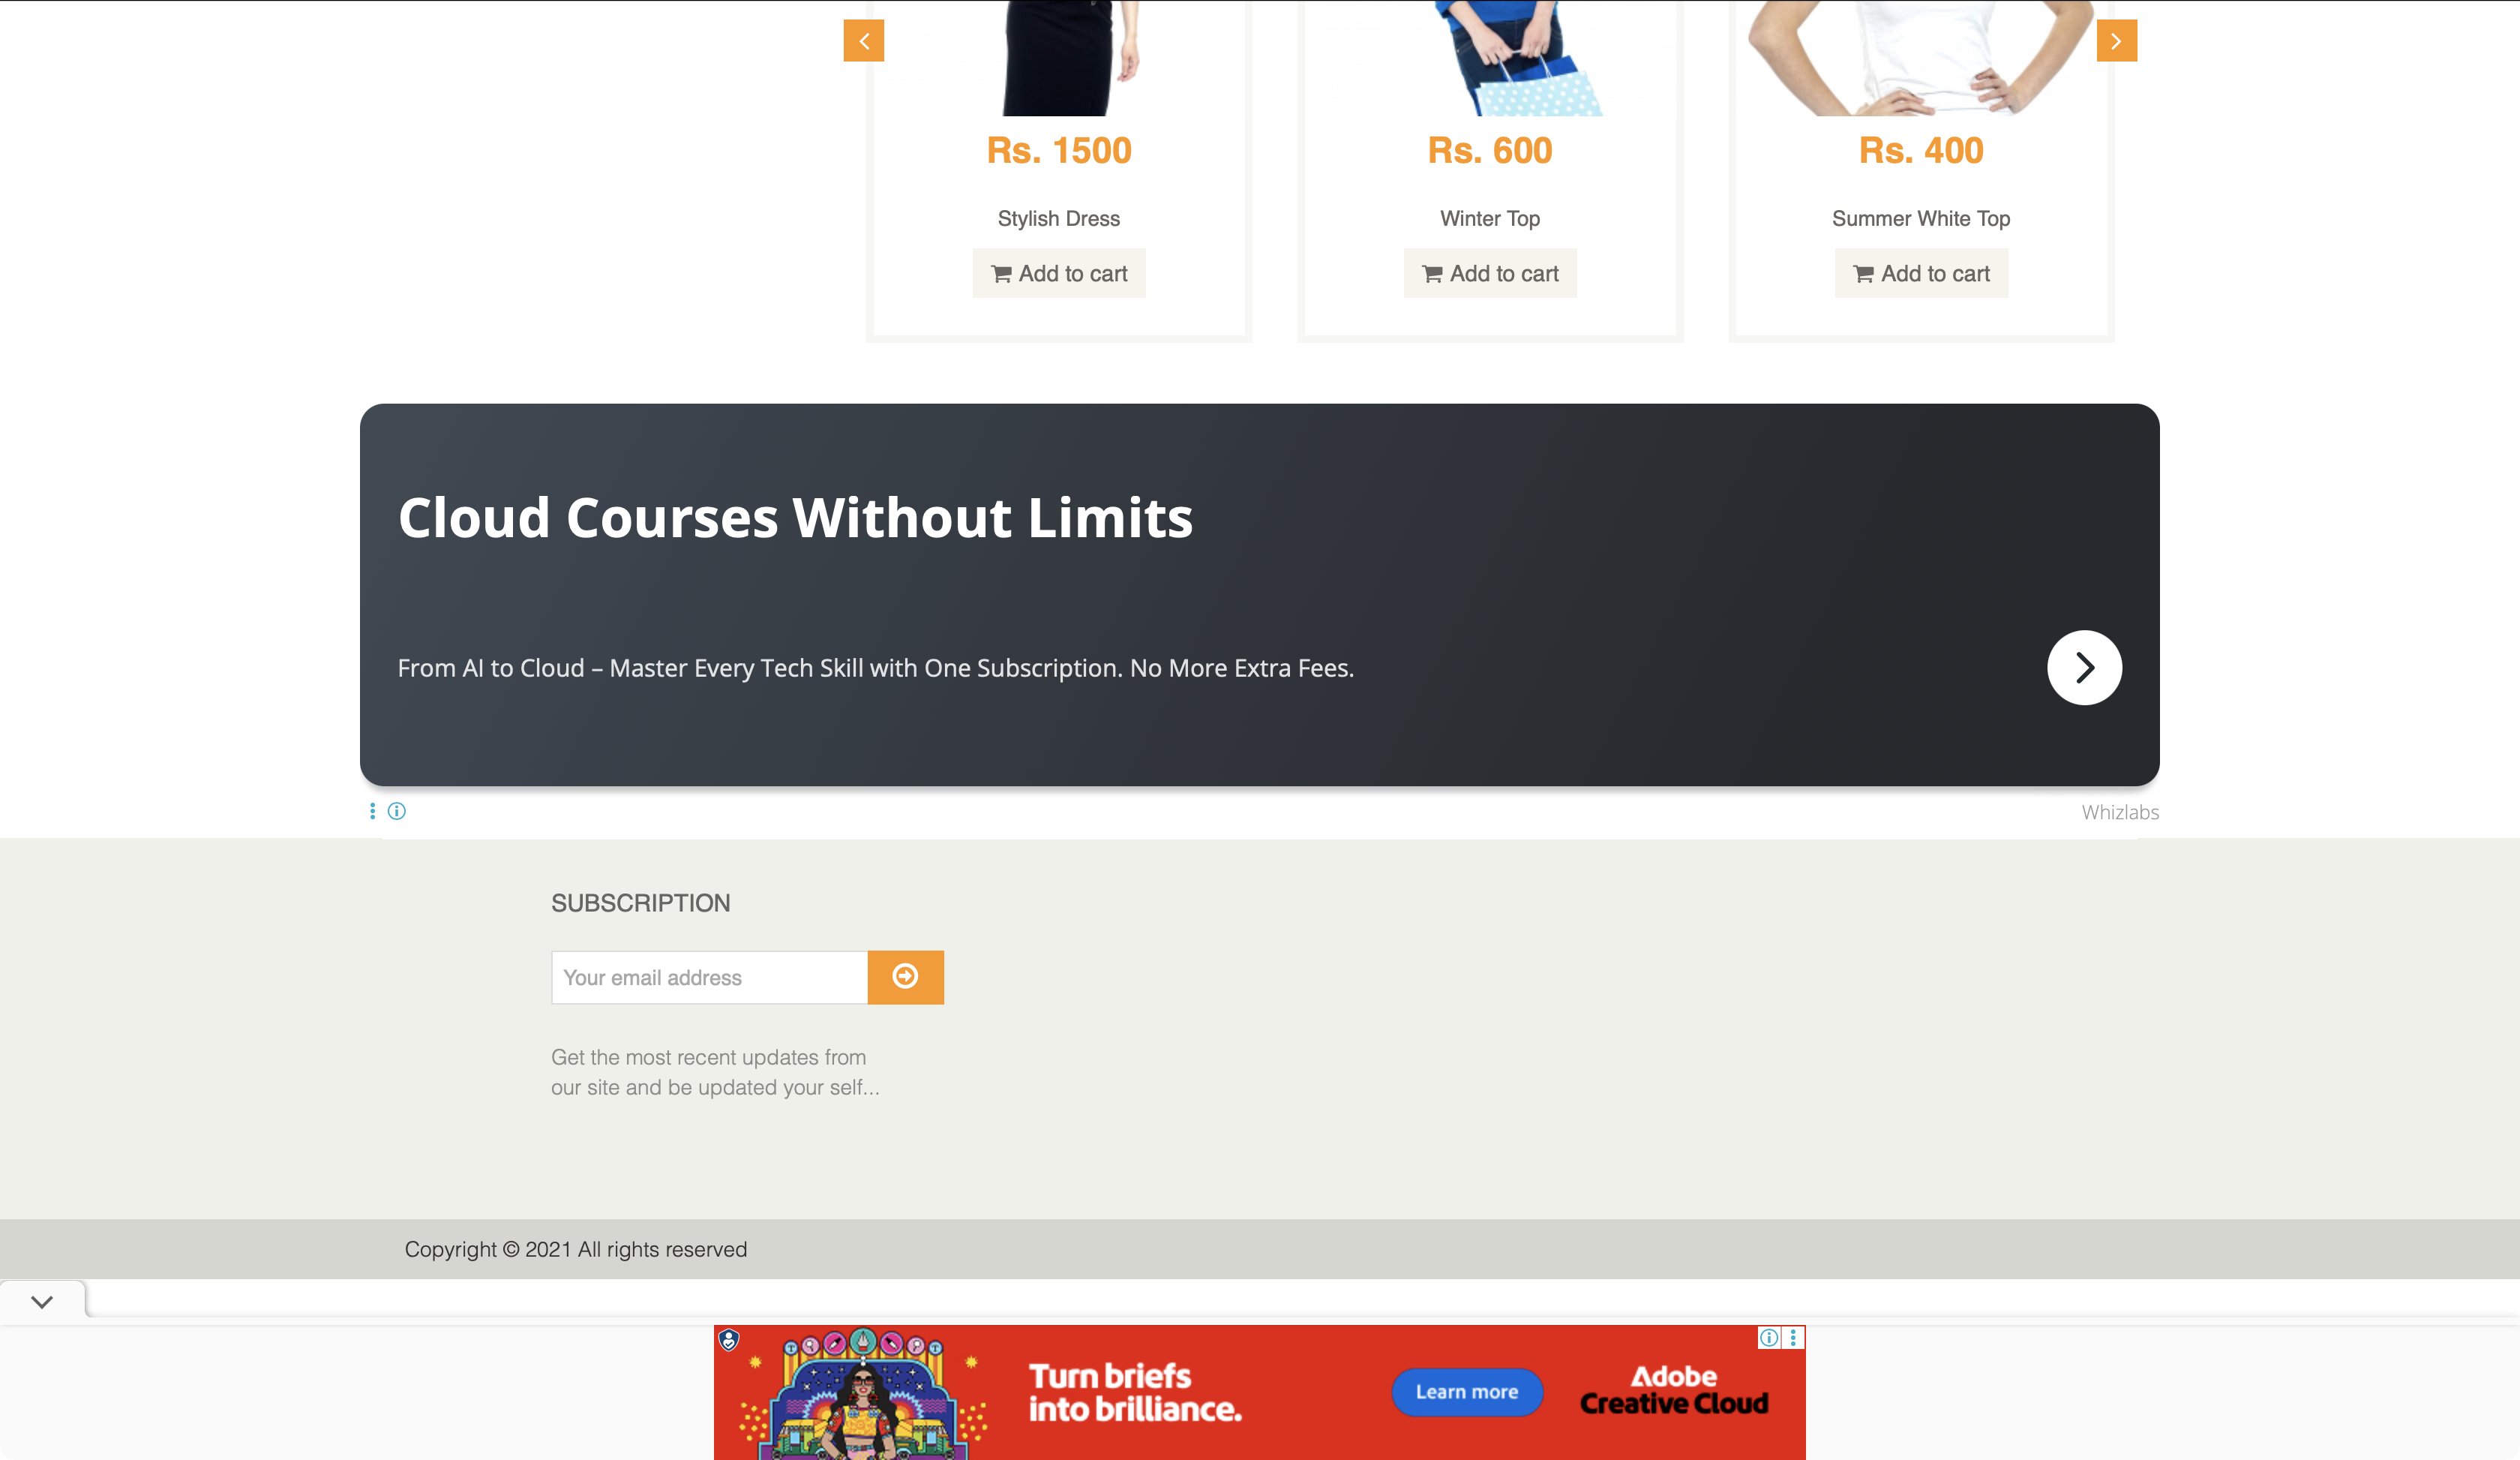 Rs. 1500
Rs. 600
Rs. 400
Stylish Dress
Winter Top
Summer White Top
Add to cart
Add to cart
Add to cart
Cloud Courses Without Limits
From AI to Cloud – Master Every Tech Skill with One Subscription. No More Extra Fees.
Whizlabs
SUBSCRIPTION
Your email address
Get the most recent updates from
our site and be updated your self...
Copyright © 2021 All rights reserved
Turn briefs
into brilliance.
Learn more
Adobe
Creative Cloud